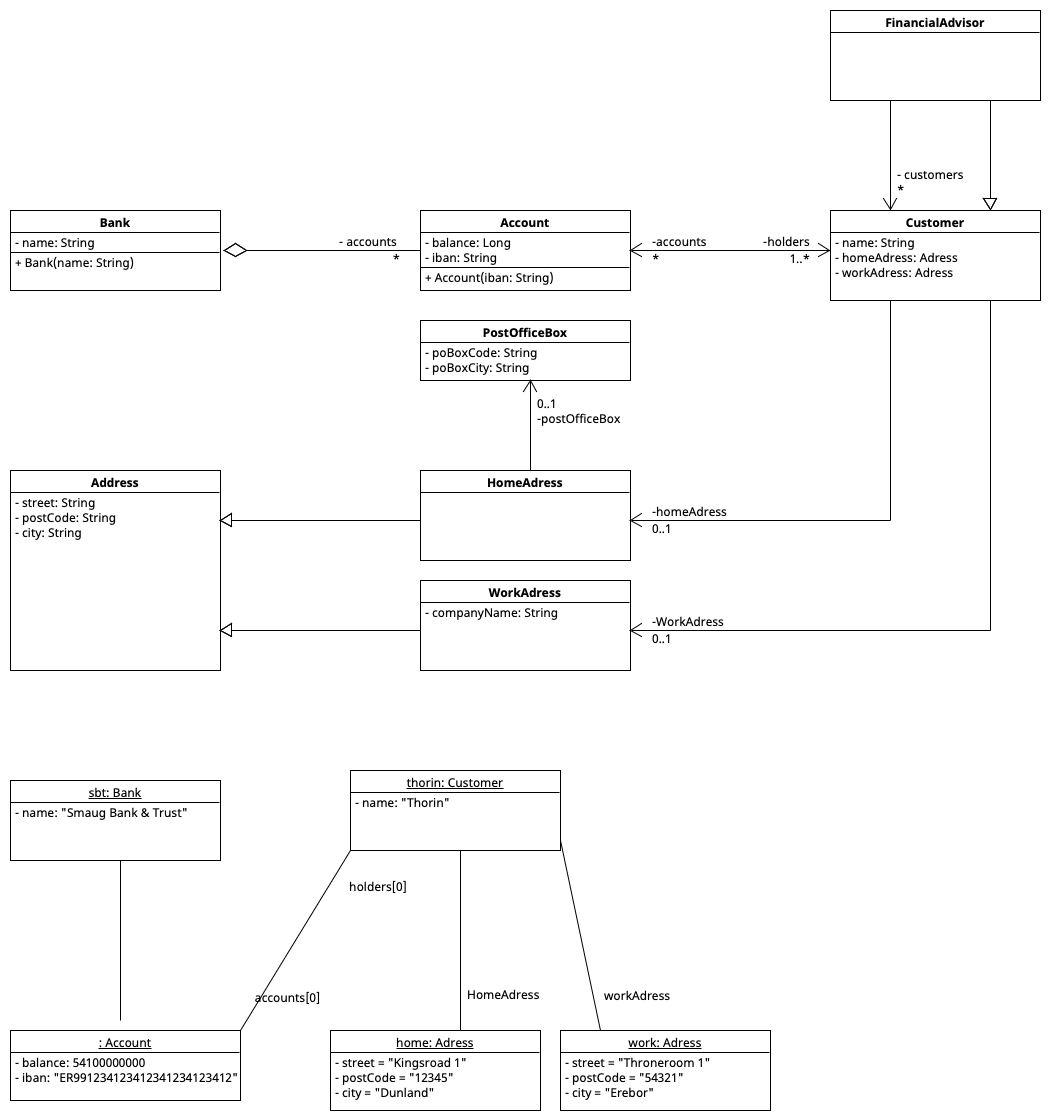 FinancialAdvisor
- customers
*
Bank
- name: String
+ Bank(name: String)
- accounts
*
Account
- balance: Long
- iban: String
+ Account(iban: String)
-accounts
*
-holders
1..*
Customer
- name: String
- homeAdress: Adress
- workAdress: Adress
PostOfficeBox
- poBoxCode: String
- poBoxCity: String
0..1
-postOfficeBox
Address
- street: String
- postCode: String
- city: String
HomeAdress
-homeAdress
0..1
WorkAdress
- companyName: String
-WorkAdress
0..1
sbt: Bank
- name: "Smaug Bank & Trust"
thorin: Customer
- name: "Thorin"
holders[0]
accounts[0]
HomeAdress
workAdress
: Account
- balance: 54100000000
- iban: "ER991234123412341234123412"
home: Adress
- street = "Kingsroad 1"
- postCode = "12345"
- city = "Dunland"
work: Adress
- street = "Throneroom 1"
- postCode = "54321"
- city = "Erebor"